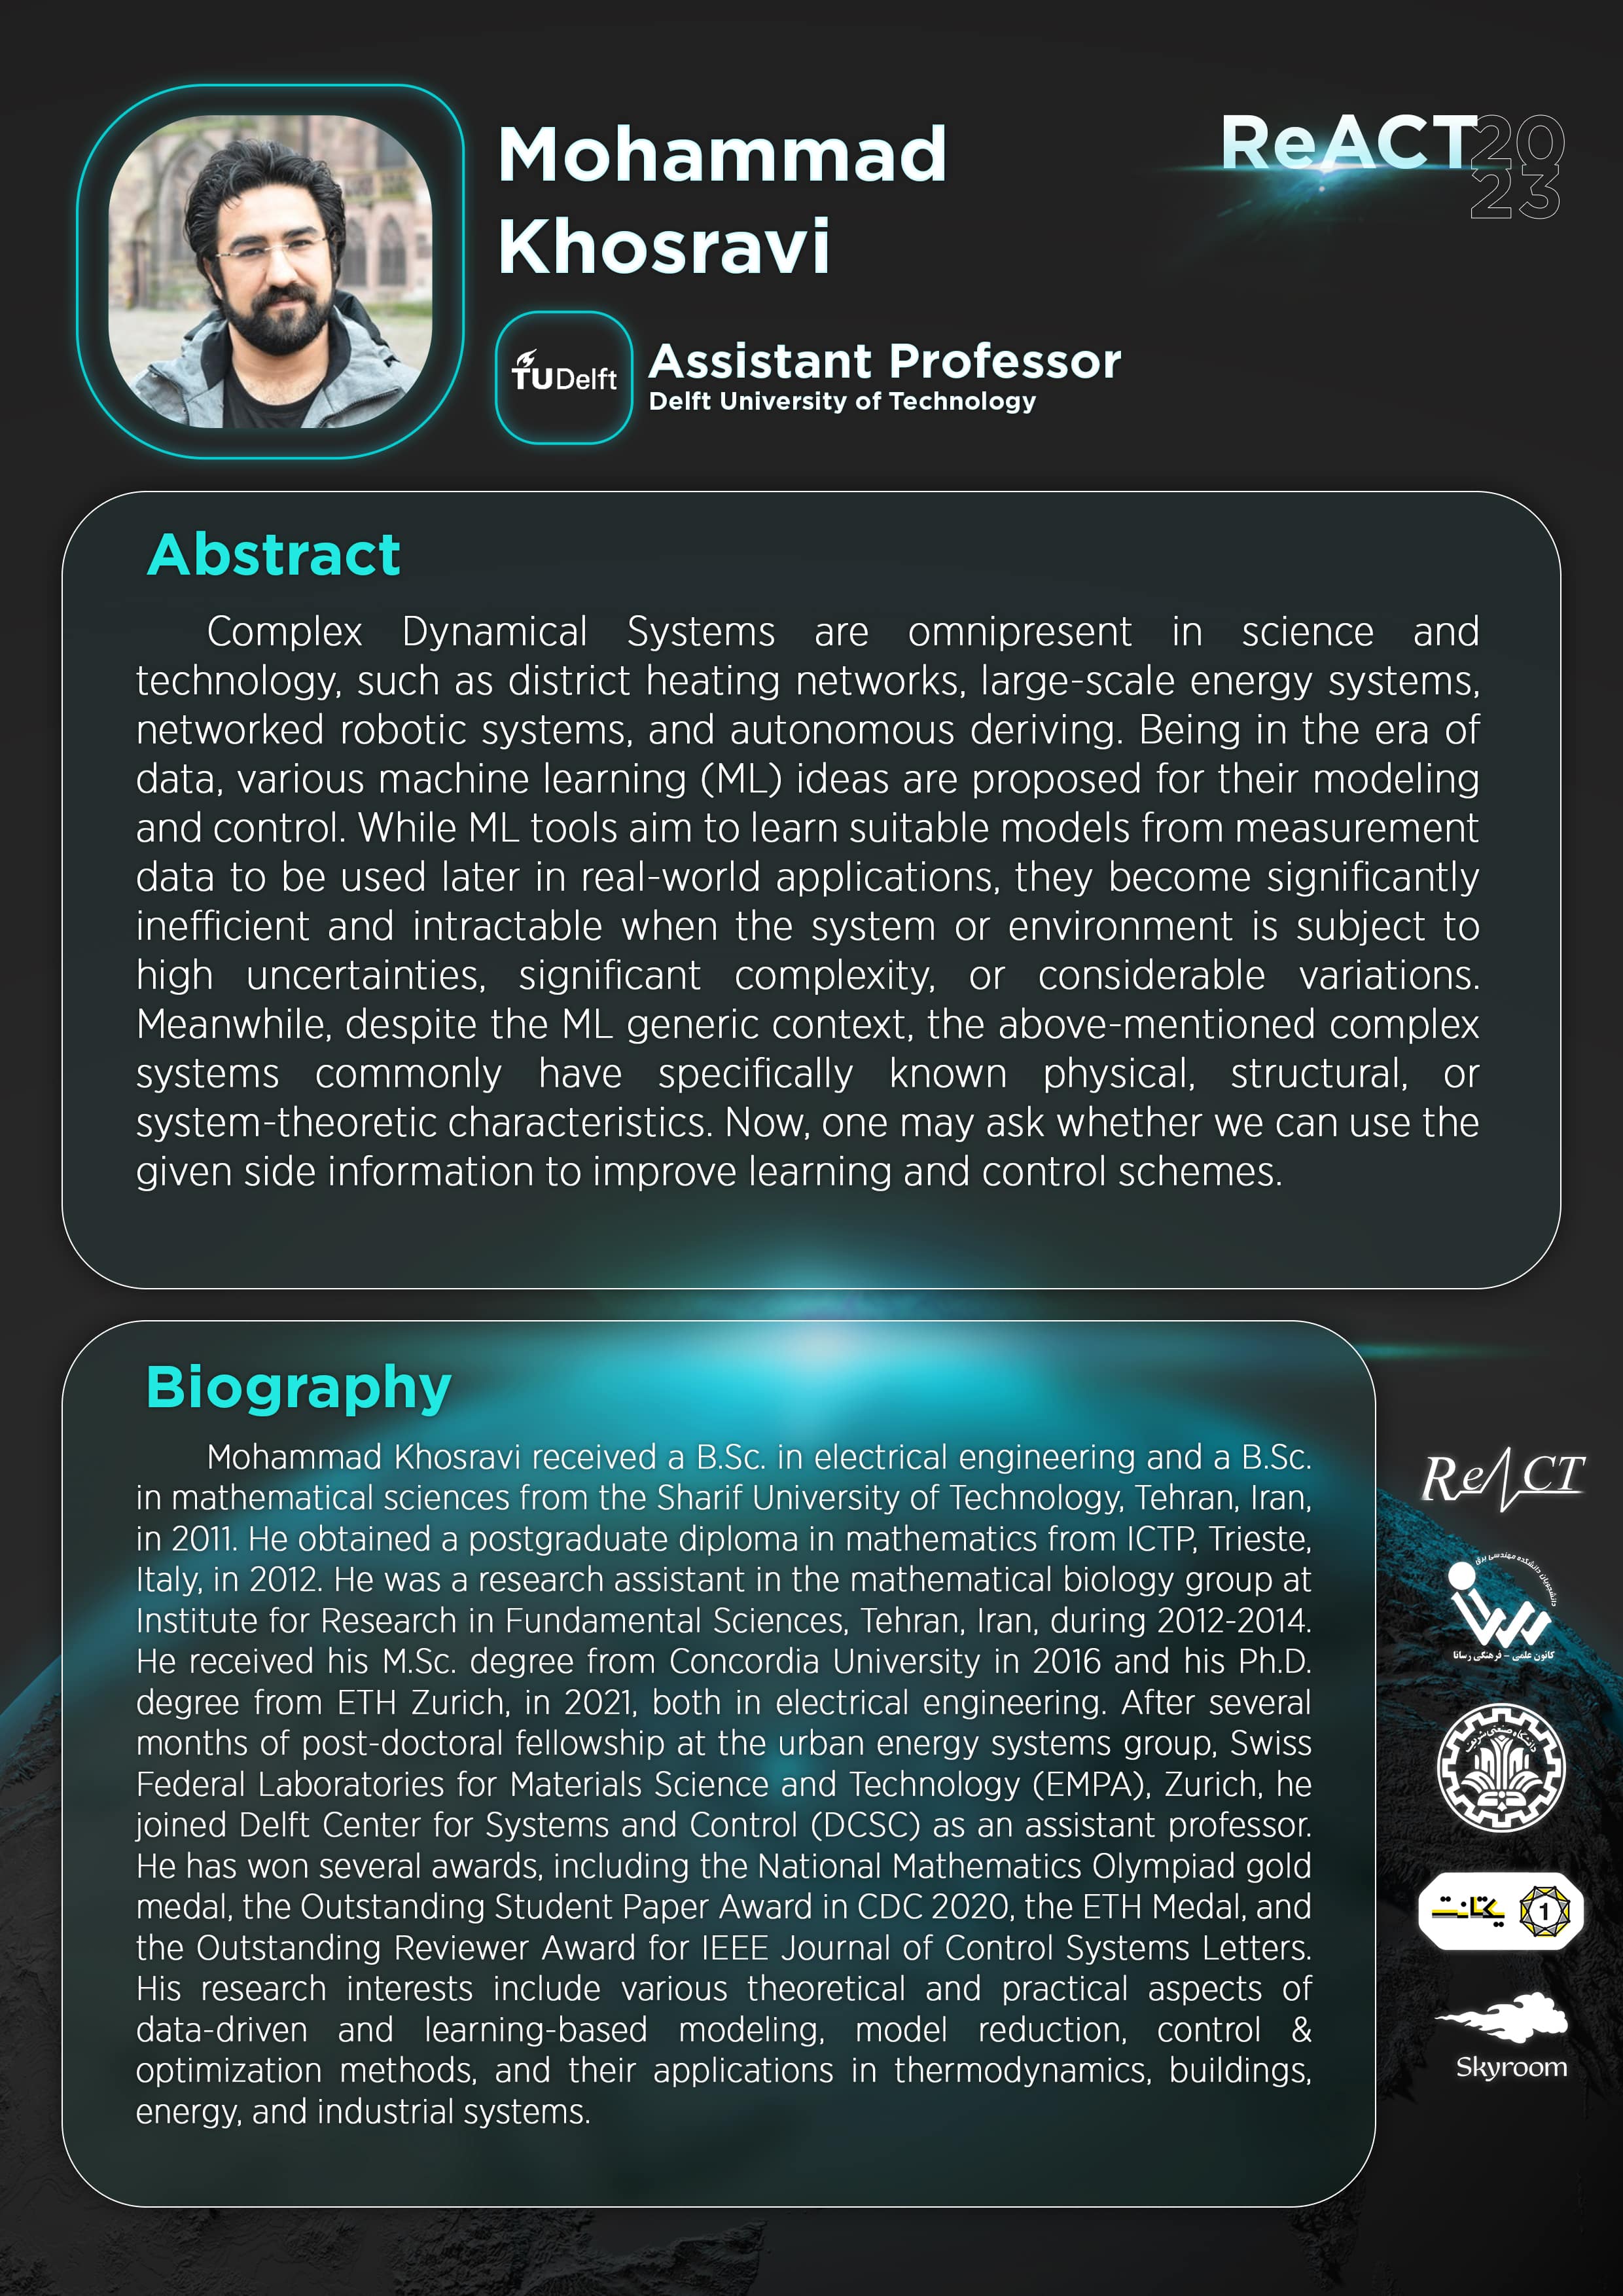 Mohammad
Khosravi
ReACT 20
23
TUDelft
Assistant Professor
Delft University of Technology
Abstract
Complex Dynamical Systems are omnipresent in science and
technology, such as district heating networks, large-scale energy systems,
networked robotic systems, and autonomous deriving. Being in the era of
data, various machine learning (ML) ideas are proposed for their modeling
and control. While ML tools aim to learn suitable models from measurement
data to be used later in real-world applications, they become significantly
inefficient and intractable when the system or environment is subject to
high uncertainties, significant complexity, or considerable variations.
Meanwhile, despite the ML generic context, the above-mentioned complex
systems commonly have specifically known physical, structural, or
system-theoretic characteristics. Now, one may ask whether we can use the
given side information to improve learning and control schemes.
Biography
Mohammad Khosravi received a B.Sc. in electrical engineering and a B.Sc.
in mathematical sciences from the Sharif University of Technology, Tehran, Iran,
in 2011. He obtained a postgraduate diploma in mathematics from ICTP, Trieste,
Italy, in 2012. He was a research assistant in the mathematical biology group at
Institute for Research in Fundamental Sciences, Tehran, Iran, during 2012-2014.
He received his M.Sc. degree from Concordia University in 2016 and his Ph.D.
degree from ETH Zurich, in 2021, both in electrical engineering. After several
months of post-doctoral fellowship at the urban energy systems group, Swiss
Federal Laboratories for Materials Science and Technology (EMPA), Zurich, he
joined Delft Center for Systems and Control (DCSC) as an assistant professor.
He has won several awards, including the National Mathematics Olympiad gold
medal, the Outstanding Student Paper Award in CDC 2020, the ETH Medal, and
the Outstanding Reviewer Award for IEEE Journal of Control Systems Letters.
His research interests include various theoretical and practical aspects of
data-driven and learning-based modeling, model reduction, control &
optimization methods, and their applications in thermodynamics, buildings,
energy, and industrial systems.
ReACT
دانشجویان دانشکده مهندسی برق
رسانا
کانون علمی - فرهنگی رسانا
دانشگاه صنعتی شریف
یکتانت
1
Skyroom